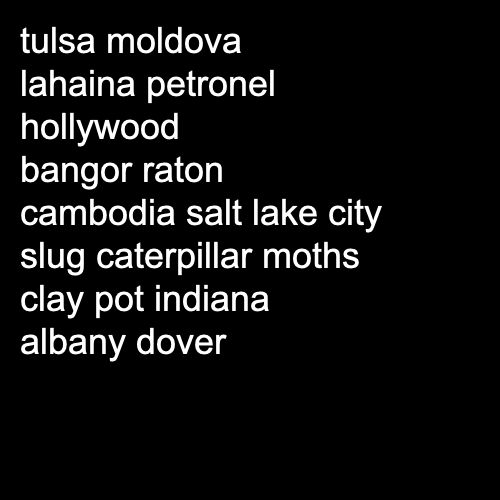 tulsa moldova
lahaina petronel
hollywood
bangor raton
cambodia salt lake city
slug caterpillar moths
clay pot indiana
albany dover